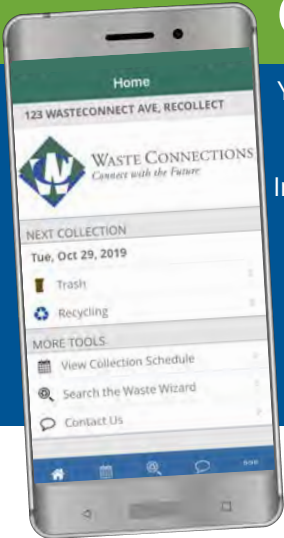 Home
123 WASTECONNECT AVE, RECOLLECT
WASTE CONNECTIONS
Connect with the Future
NEXT COLLECTION
Tue, Oct 29, 2019
Trash
Recycling
MORE TOOLS
View Collection Schedule
Search the Waste Wizard
Contact Us